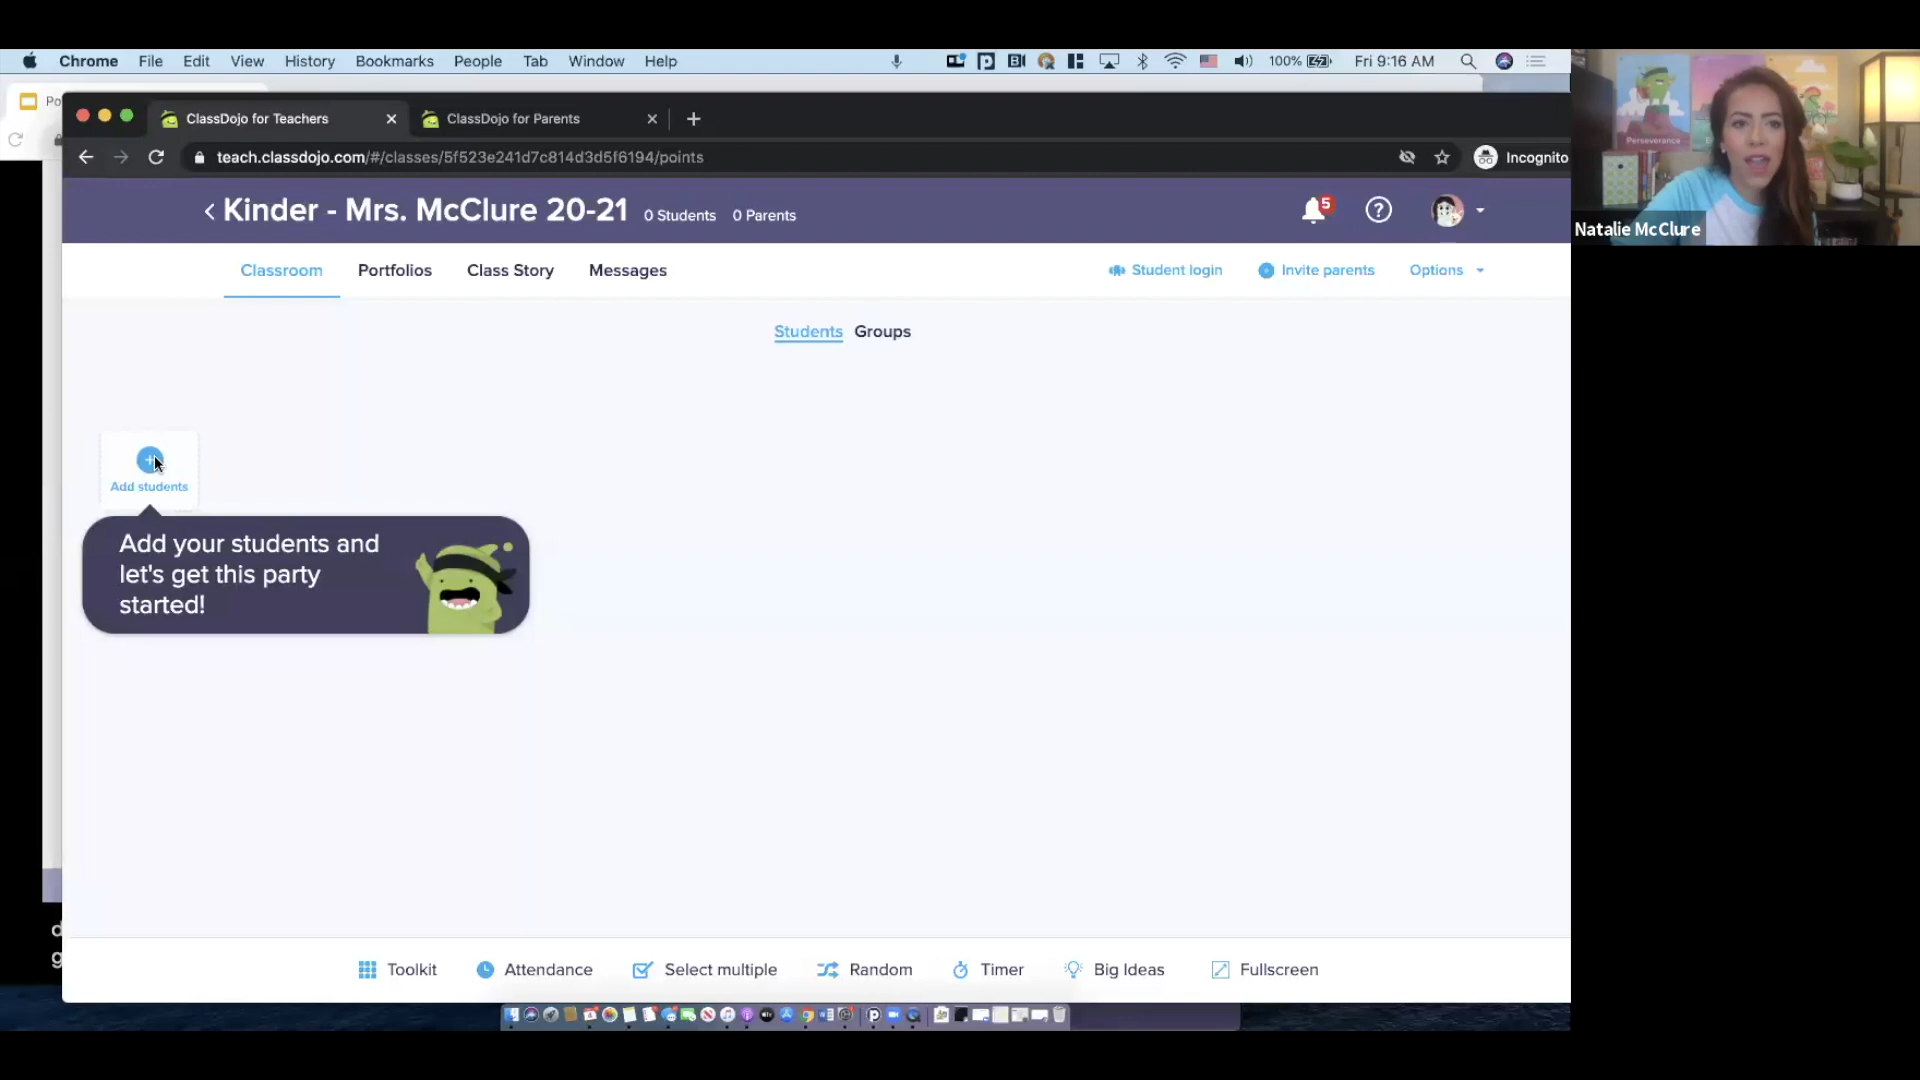 Chrome File Edit View History Bookmarks People Tab Window Help 100% Fri 9:16 AM
Po
ClassDojo for Teachers ClassDojo for Parents
teach.classdojo.com/#/classes/5f523e241d7c814d3d5f6194/points Incognito
Perseverance
Kinder - Mrs. McClure 20-21 0 Students 0 Parents 5
Natalie McClure
Classroom Portfolios Class Story Messages Student login Invite parents Options
Students Groups
Add students
Add your students and
let's get this party
started!
d
g
Toolkit Attendance Select multiple Random Timer Big Ideas Fullscreen